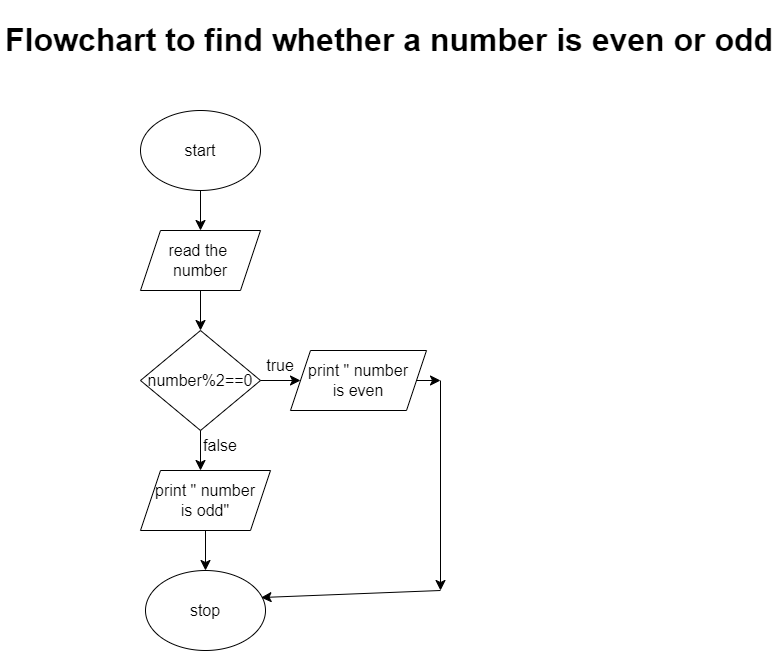 Flowchart to find whether a number is even or odd
start
read the
number
number%2==0
true
print " number
is even
false
print " number
is odd"
stop